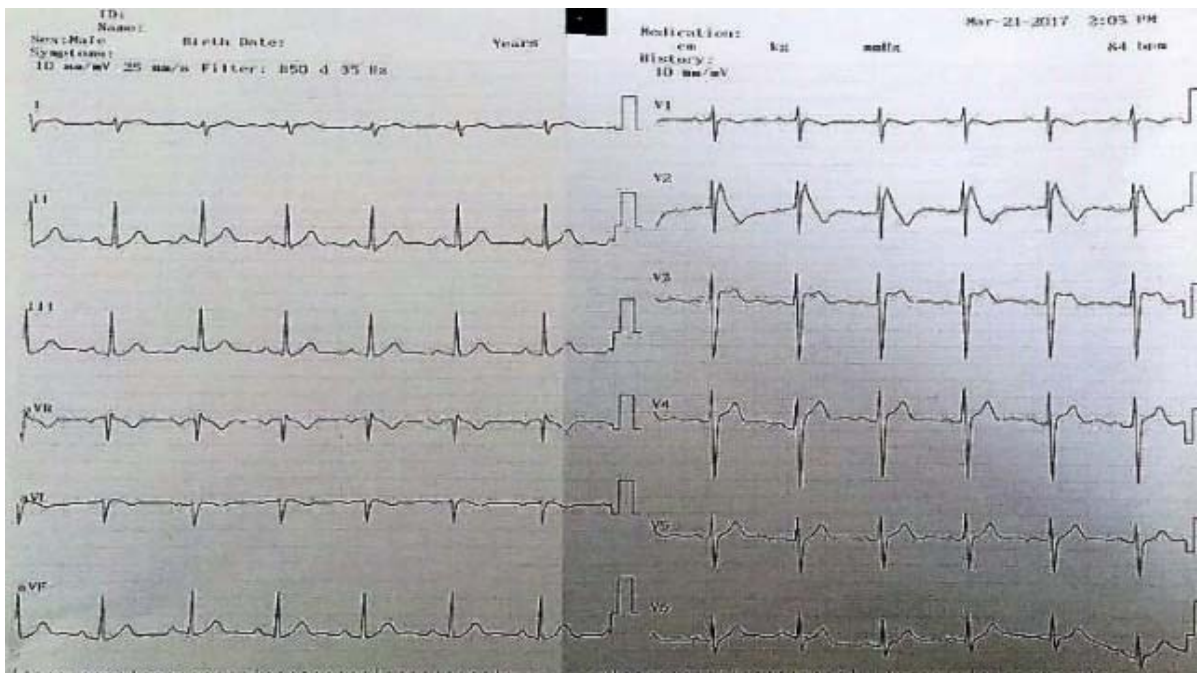 ID:
Name:
Sex:Male Birth Date: Years
Symptoms:
10 mm/mV 25 mm/s Filter: H50 d 35 Hz
I
II
III
aVR
aVL
aVF
Mar-21-2017 2:05 PM
Medication:
cm kg mmHg 84 bpm
History:
10 mm/mV
V1
V2
V3
V4
V5
V6